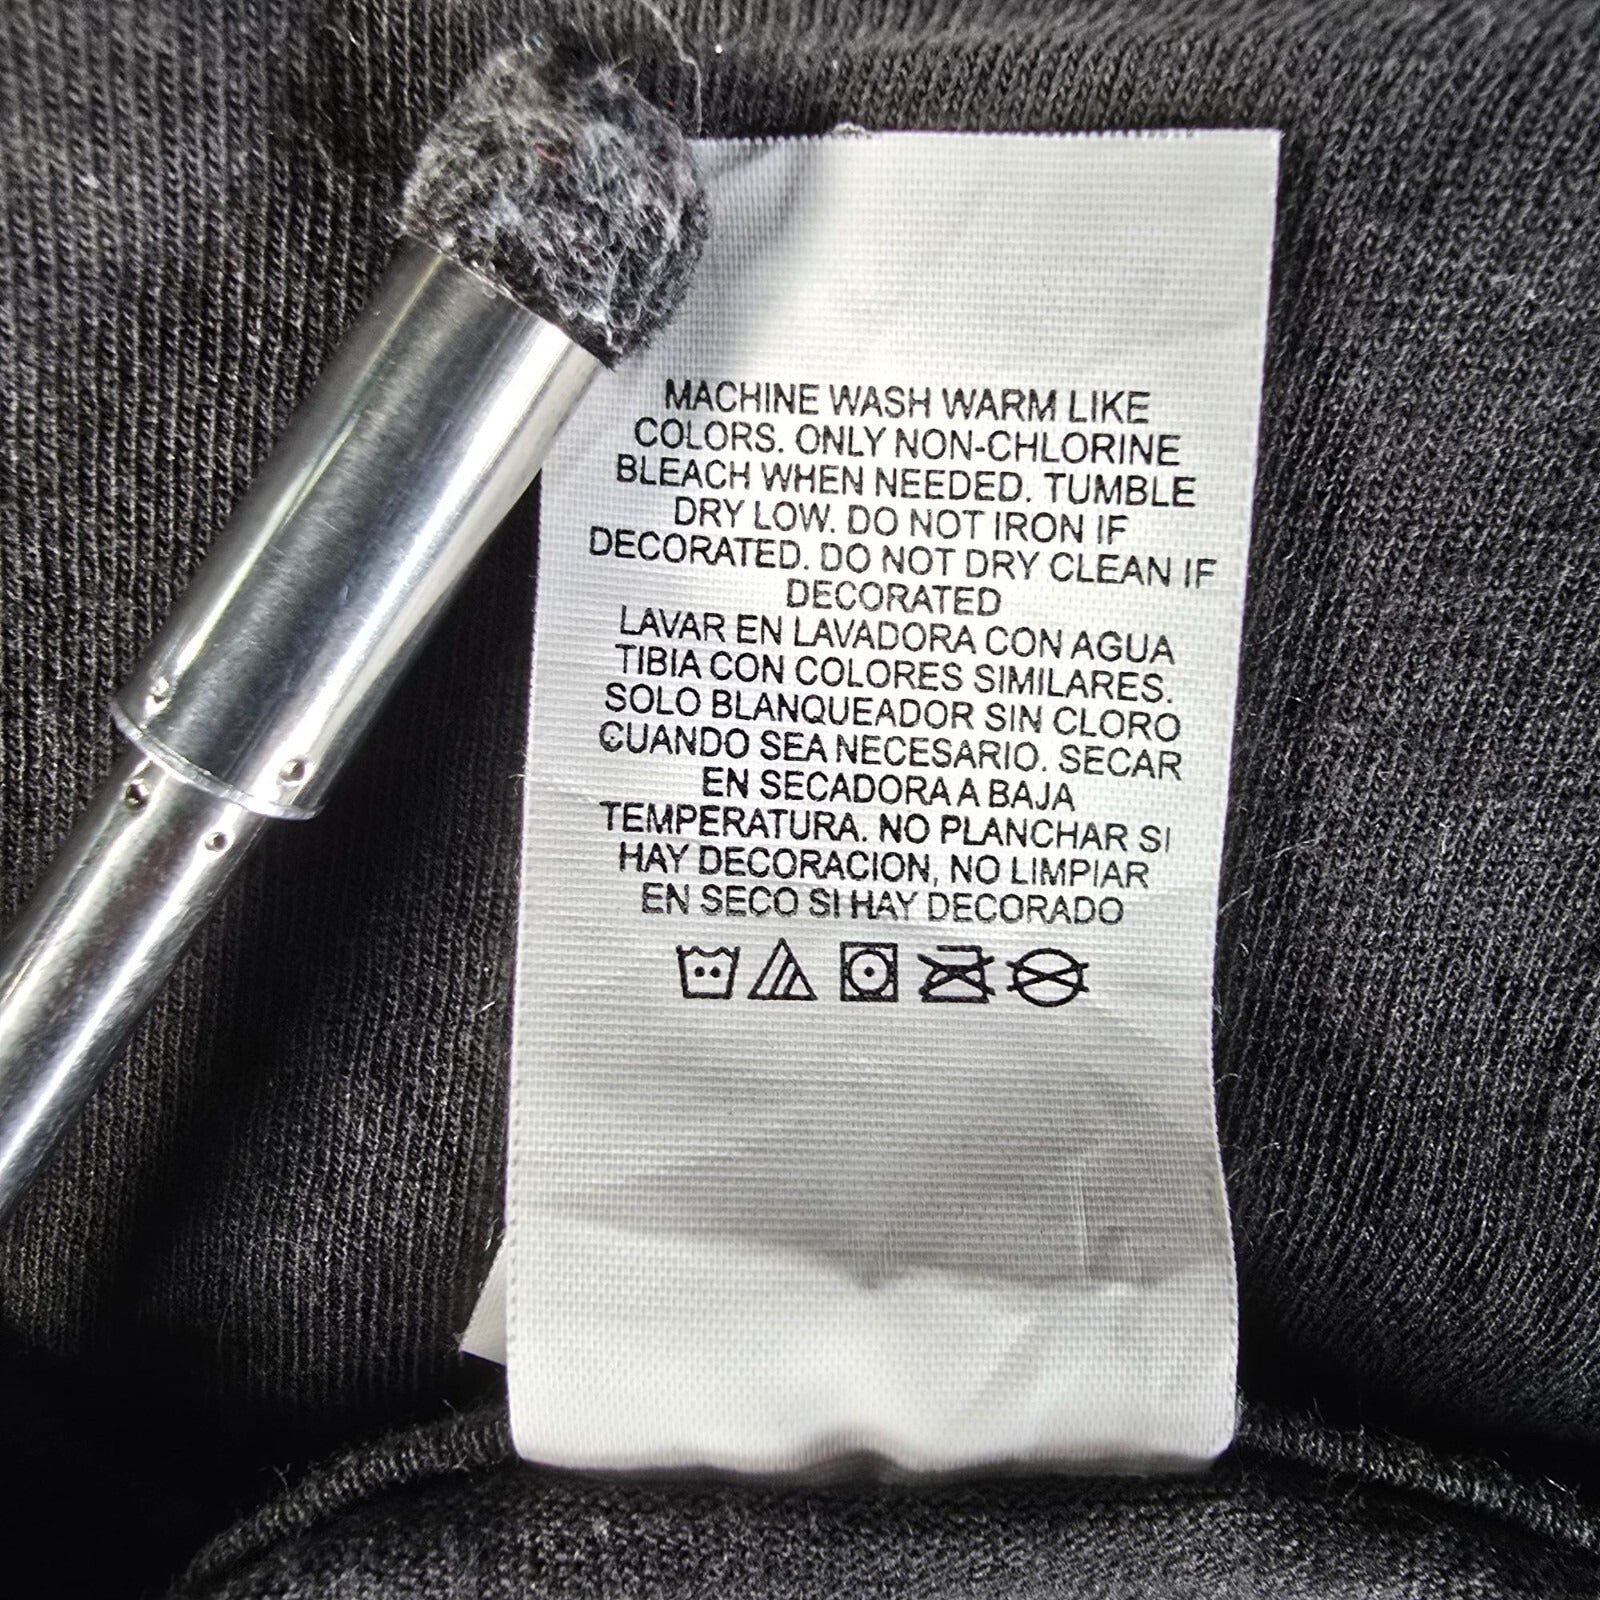 MACHINE WASH WARM LIKE
COLORS. ONLY NON-CHLORINE
BLEACH WHEN NEEDED. TUMBLE
DRY LOW. DO NOT IRON IF
DECORATED. DO NOT DRY CLEAN IF
DECORATED
LAVAR EN LAVADORA CON AGUA
TIBIA CON COLORES SIMILARES.
SOLO BLANQUEADOR SIN CLORO
CUANDO SEA NECESARIO. SECAR
EN SECADORA A BAJA
TEMPERATURA. NO PLANCHAR SI
HAY DECORACION, NO LIMPIAR
EN SECO SI HAY DECORADO